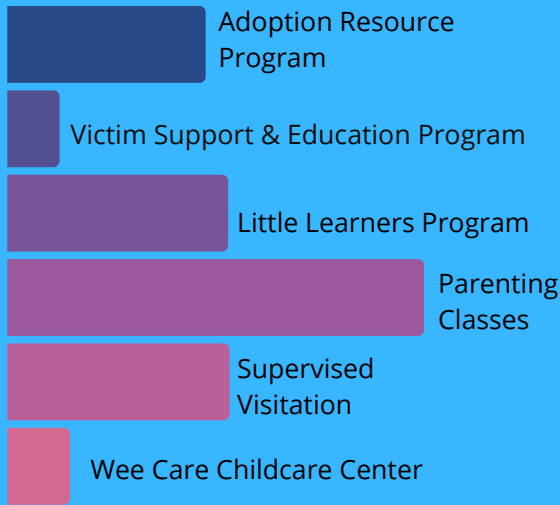 Adoption Resource
Program
Victim Support & Education Program
Little Learners Program
Parenting
Classes
Supervised
Visitation
Wee Care Childcare Center